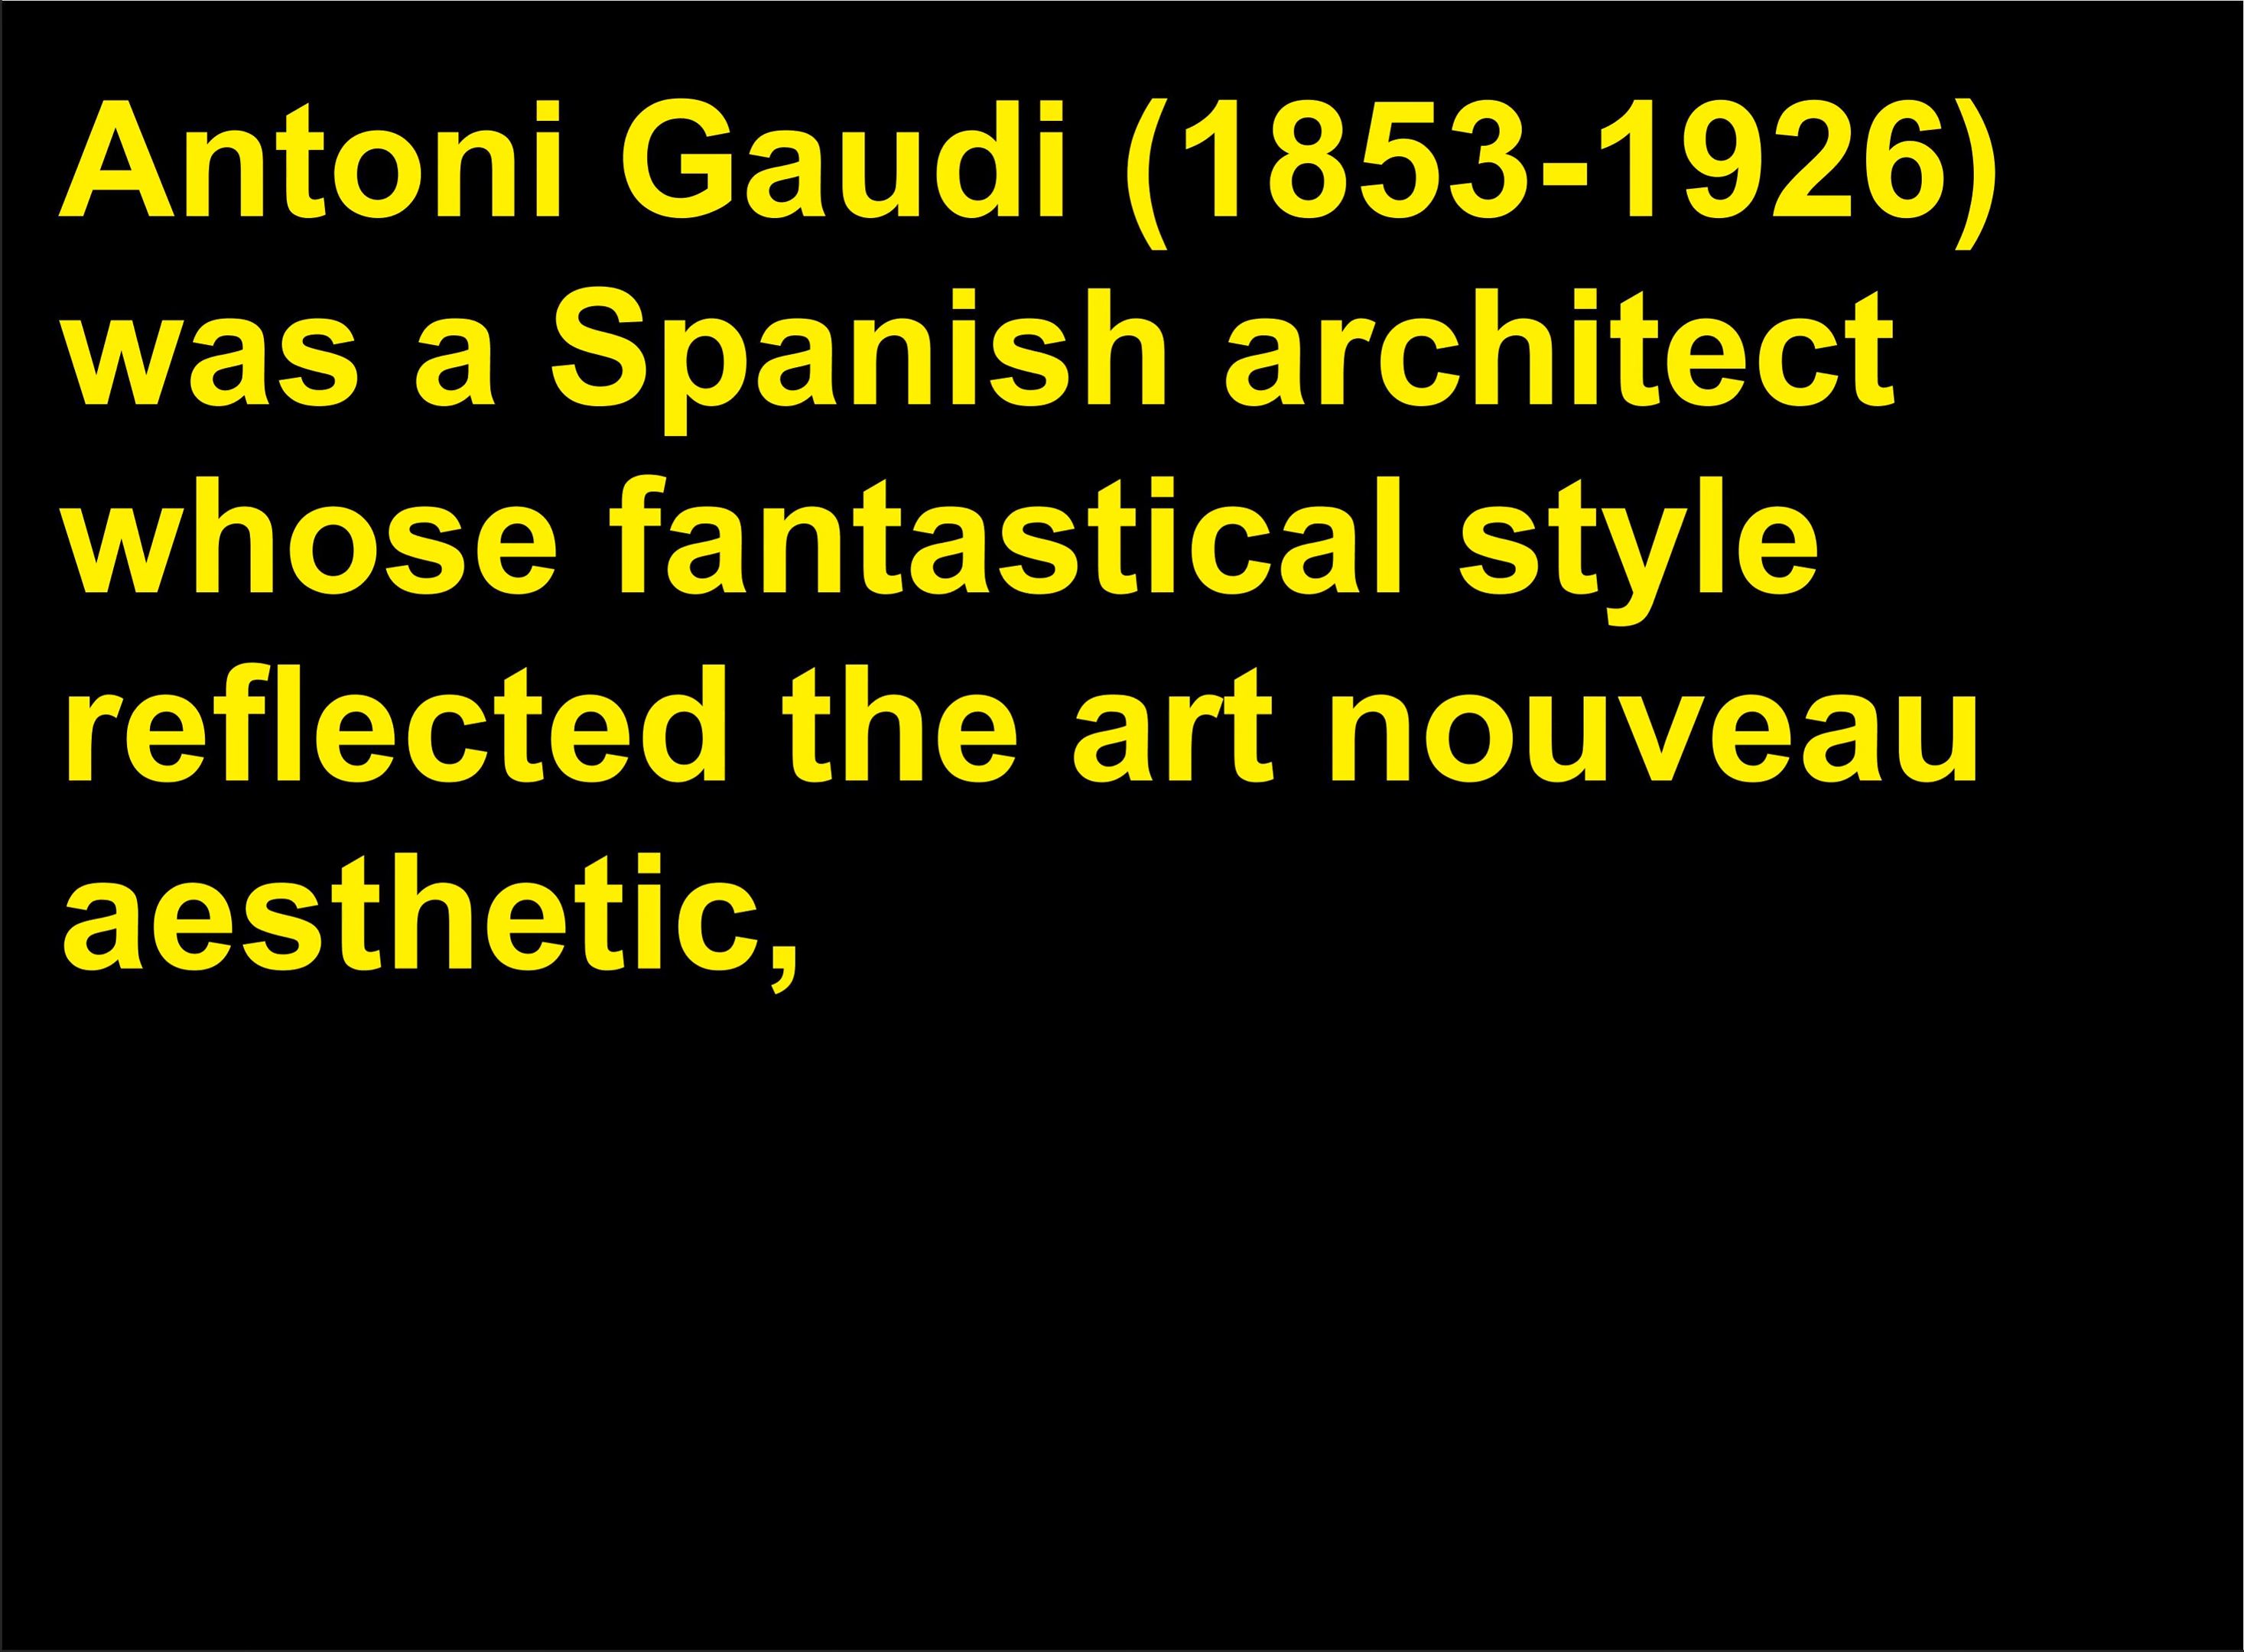 Antoni Gaudi (1853-1926)
was a Spanish architect
whose fantastical style
reflected the art nouveau
aesthetic,